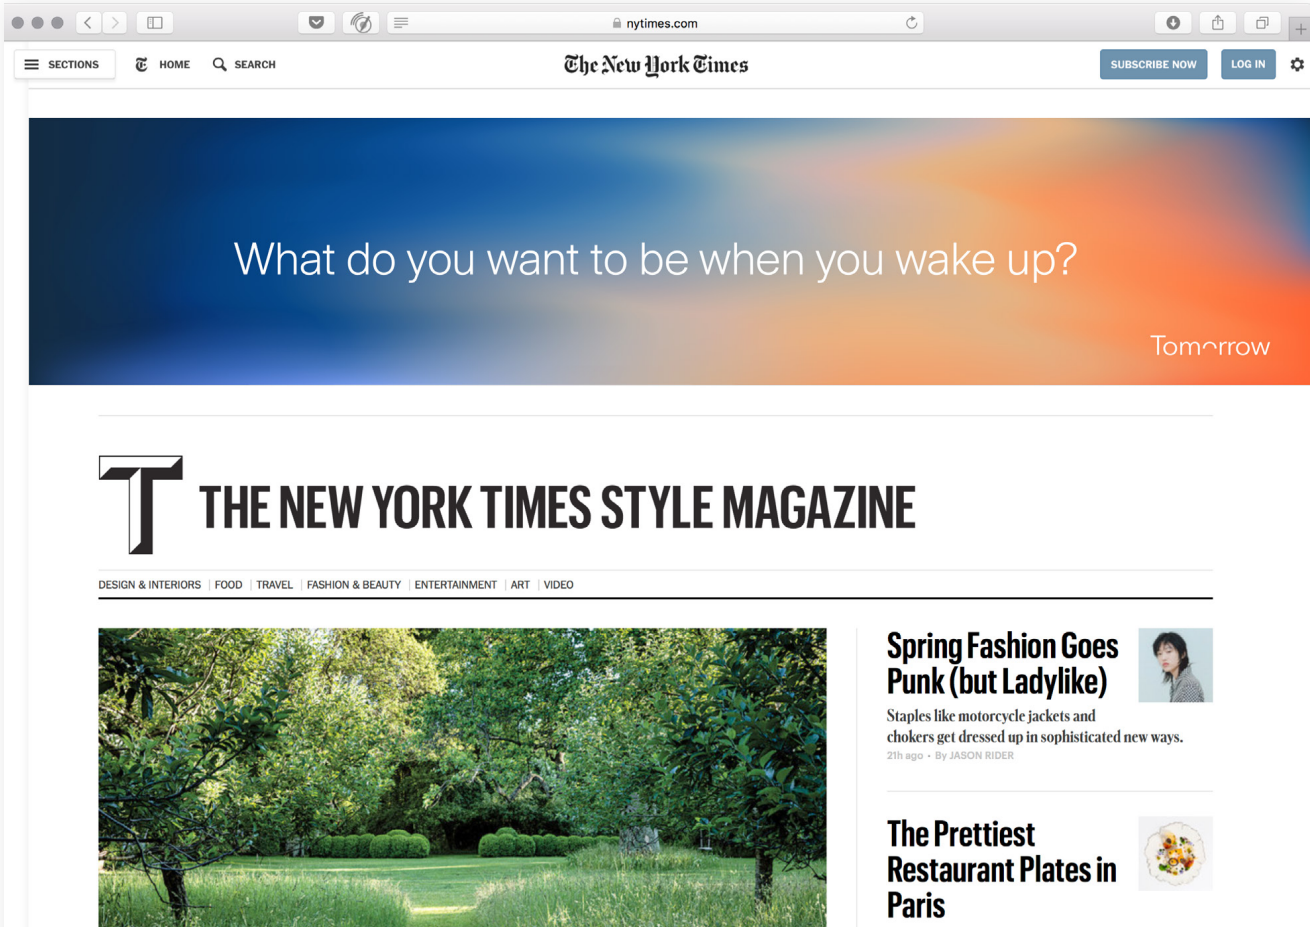 nytimes.com
SECTIONS HOME SEARCH The New York Times SUBSCRIBE NOW LOG IN
What do you want to be when you wake up?
Tomorrow
T THE NEW YORK TIMES STYLE MAGAZINE
DESIGN & INTERIORS | FOOD | TRAVEL | FASHION & BEAUTY | ENTERTAINMENT | ART | VIDEO
Spring Fashion Goes
Punk (but Ladylike)
Staples like motorcycle jackets and
chokers get dressed up in sophisticated new ways.
21h ago • By JASON RIDER
The Prettiest
Restaurant Plates in
Paris